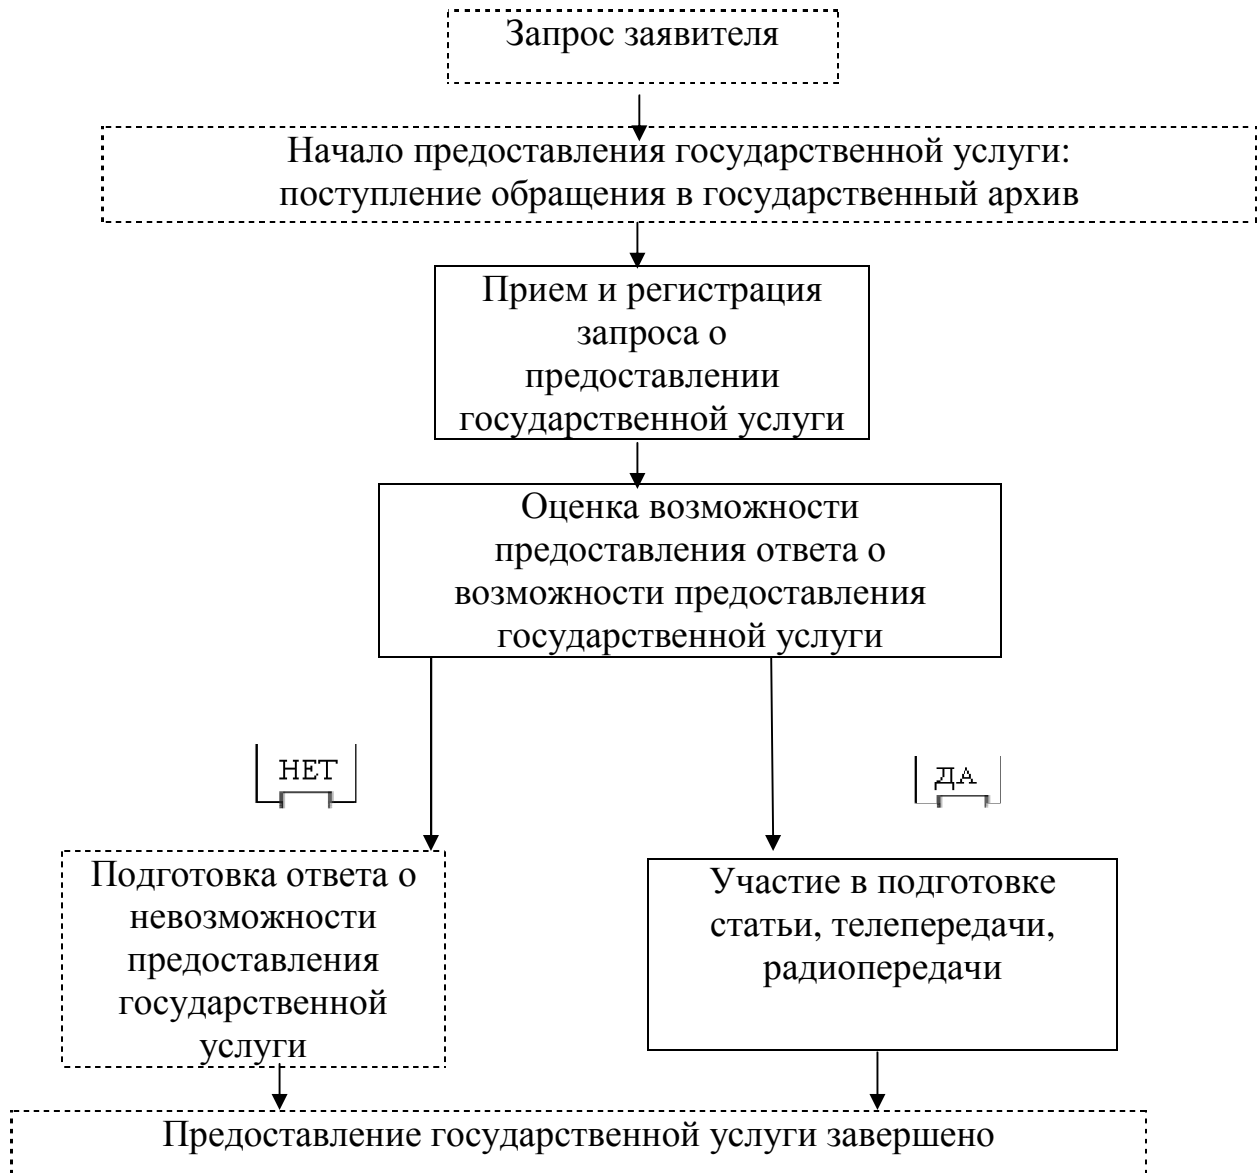 Запрос заявителя
Начало предоставления государственной услуги:
поступление обращения в государственный архив
Прием и регистрация
запроса о
предоставлении
государственной услуги
Оценка возможности
предоставления ответа о
возможности предоставления
государственной услуги
НЕТ
ДА
Подготовка ответа о
невозможности
предоставления
государственной
услуги
Участие в подготовке
статьи, телепередачи,
радиопередачи
Предоставление государственной услуги завершено